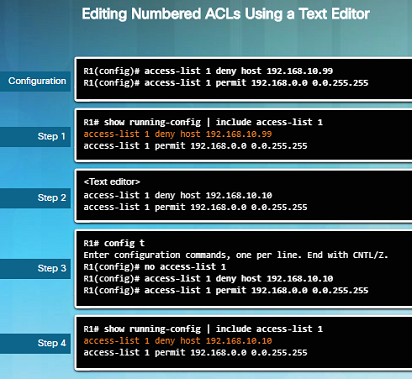 Editing Numbered ACLs Using a Text Editor
Configuration
R1(config)# access-list 1 deny host 192.168.10.99
R1(config)# access-list 1 permit 192.168.0.0 0.0.255.255
Step 1
R1# show running-config | include access-list 1
access-list 1 deny host 192.168.10.99
access-list 1 permit 192.168.0.0 0.0.255.255
Step 2
<Text editor>
access-list 1 deny host 192.168.10.10
access-list 1 permit 192.168.0.0 0.0.255.255
Step 3
R1# config t
Enter configuration commands, one per line. End with CNTL/Z.
R1(config)# no access-list 1
R1(config)# access-list 1 deny host 192.168.10.10
R1(config)# access-list 1 permit 192.168.0.0 0.0.255.255
Step 4
R1# show running-config | include access-list 1
access-list 1 deny host 192.168.10.10
access-list 1 permit 192.168.0.0 0.0.255.255